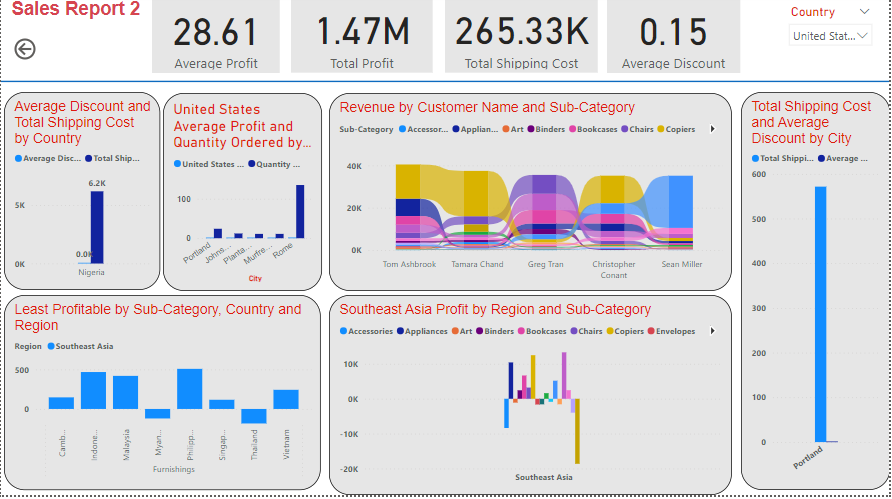 Sales Report 2
28.61
Average Profit
1.47M
Total Profit
265.33K
Total Shipping Cost
0.15
Average Discount
Country
United Stat...
Average Discount and
Total Shipping Cost
by Country
Average Disc... Total Ship...
6.2K
5K
0.0K
0K
Nigeria
United States
Average Profit and
Quantity Ordered by...
United States ... Quantity ...
100
0
Portland
Johns...
Planta...
Murfre...
Rome
City
Revenue by Customer Name and Sub-Category
Sub-Category Accessor... Applian... Art Binders Bookcases Chairs Copiers
40K
20K
0K
Tom Ashbrook Tamara Chand Greg Tran Christopher Sean Miller
Conant
Total Shipping Cost
and Average
Discount by City
Total Shippi... Average ...
600
500
400
300
200
100
0
Portland
Least Profitable by Sub-Category, Country and
Region
Region Southeast Asia
500
0
Camb...
Indone...
Malaysia
Myan...
Philipp...
Singap...
Thailand
Vietnam
Furnishings
Southeast Asia Profit by Region and Sub-Category
Accessories Appliances Art Binders Bookcases Chairs Copiers Envelopes
10K
0K
-10K
-20K
Southeast Asia